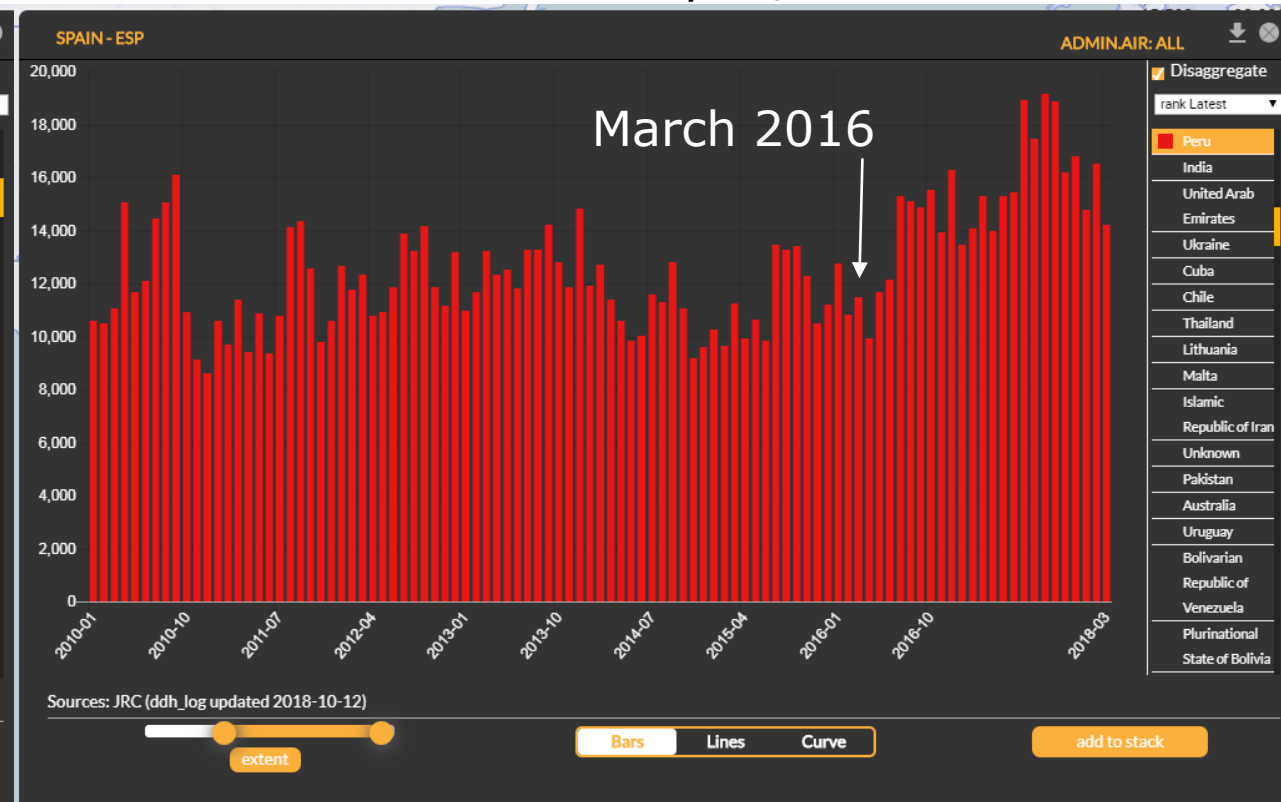 SPAIN - ESP
ADMIN.AIR: ALL
20,000
18,000
16,000
14,000
12,000
10,000
8,000
6,000
4,000
2,000
0
March 2016
2010-01
2010-10
2011-07
2012-04
2013-01
2013-10
2014-07
2015-04
2016-01
2016-10
2018-03
Disaggregate
rank Latest
Peru
India
United Arab
Emirates
Ukraine
Cuba
Chile
Thailand
Lithuania
Malta
Islamic
Republic of Iran
Unknown
Pakistan
Australia
Uruguay
Bolivarian
Republic of
Venezuela
Plurinational
State of Bolivia
Sources: JRC (ddh_log updated 2018-10-12)
extent
Bars Lines Curve
add to stack